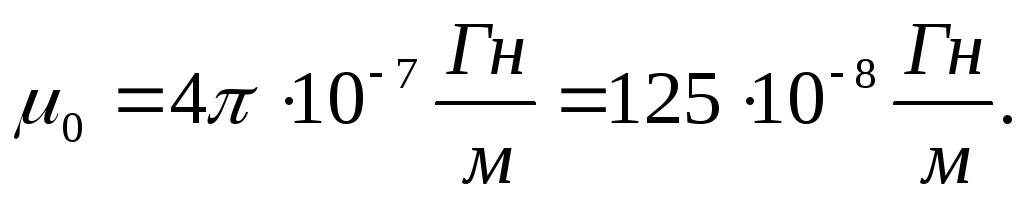 μ₀ = 4π · 10⁻⁷ Гн/м = 125 · 10⁻⁸ Гн/м.